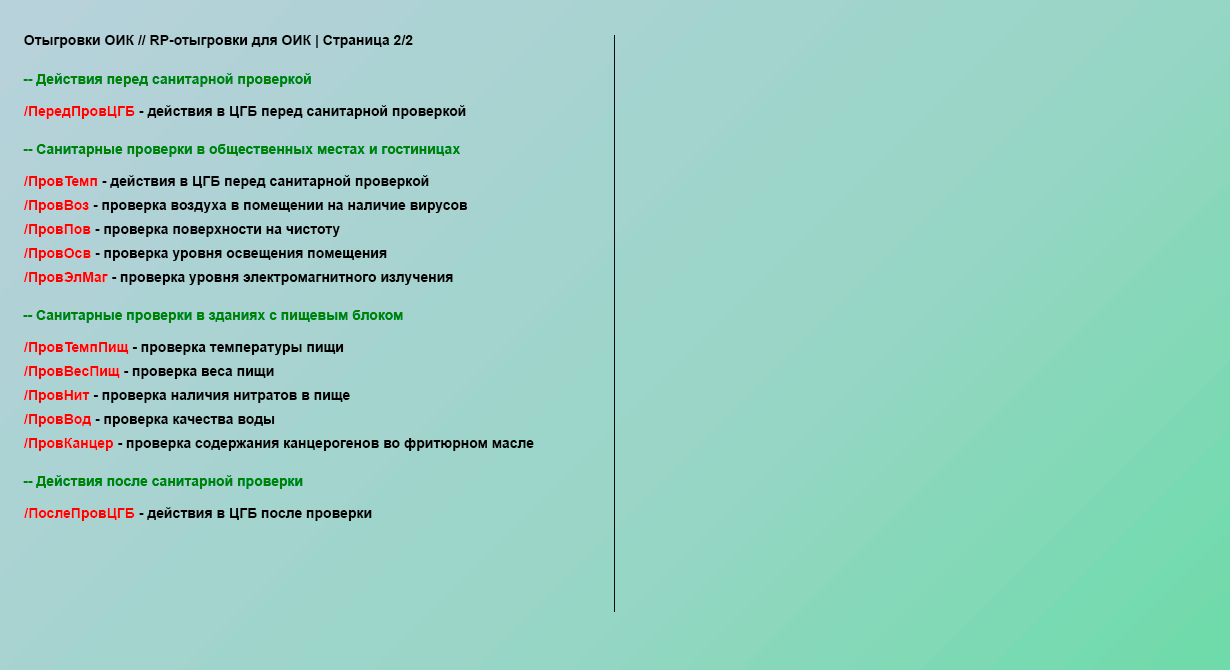 Отыгровки ОИК // RP-отыгровки для ОИК | Страница 2/2
-- Действия перед санитарной проверкой
/ПередПровЦГБ - действия в ЦГБ перед санитарной проверкой
-- Санитарные проверки в общественных местах и гостиницах
/ПровТемп - действия в ЦГБ перед санитарной проверкой
/ПровВоз - проверка воздуха в помещении на наличие вирусов
/ПровПов - проверка поверхности на чистоту
/ПровОсв - проверка уровня освещения помещения
/ПровЭлМаг - проверка уровня электромагнитного излучения
-- Санитарные проверки в зданиях с пищевым блоком
/ПровТемпПищ - проверка температуры пищи
/ПровВесПищ - проверка веса пищи
/ПровНит - проверка наличия нитратов в пище
/ПровВод - проверка качества воды
/ПровКанцер - проверка содержания канцерогенов во фритюрном масле
-- Действия после санитарной проверки
/ПослеПровЦГБ - действия в ЦГБ после проверки